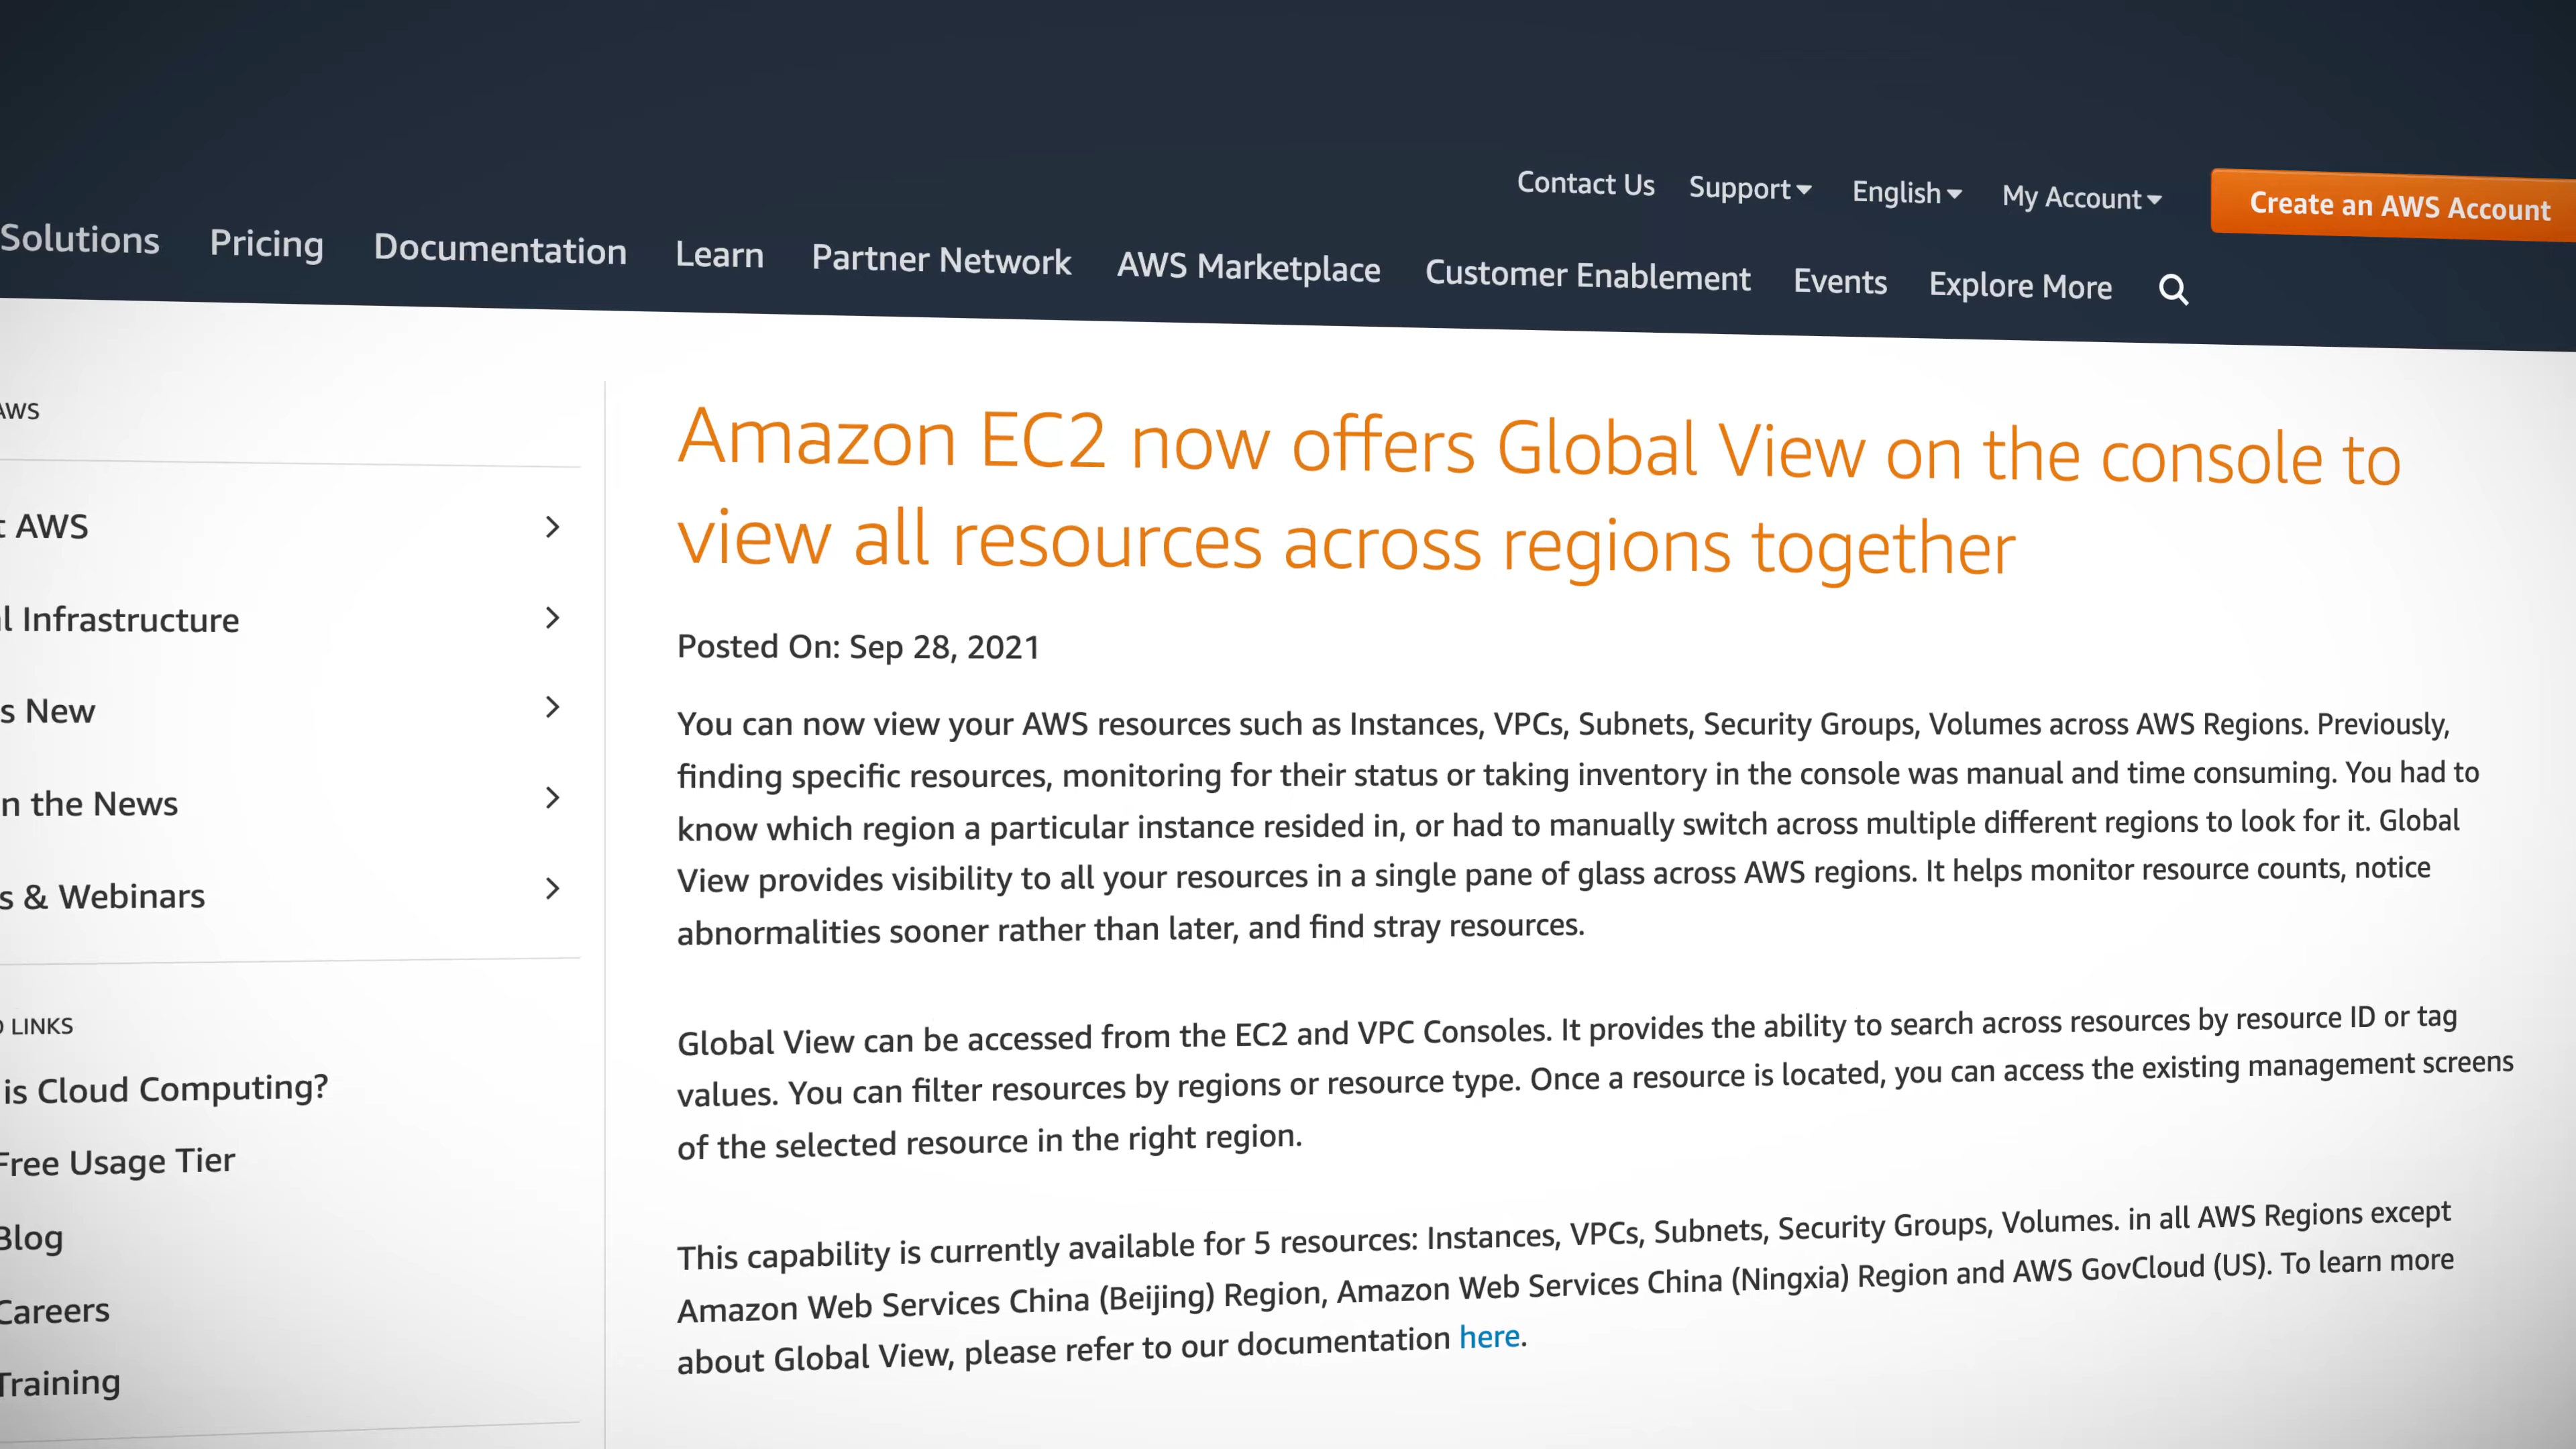 Contact Us Support English My Account Create an AWS Account
Solutions Pricing Documentation Learn Partner Network AWS Marketplace Customer Enablement Events Explore More
AWS
AWS
Infrastructure
New
the News
& Webinars
LINKS
is Cloud Computing?
Free Usage Tier
Blog
Careers
Training
Amazon EC2 now offers Global View on the console to
view all resources across regions together
Posted On: Sep 28, 2021
You can now view your AWS resources such as Instances, VPCs, Subnets, Security Groups, Volumes across AWS Regions. Previously,
finding specific resources, monitoring for their status or taking inventory in the console was manual and time consuming. You had to
know which region a particular instance resided in, or had to manually switch across multiple different regions to look for it. Global
View provides visibility to all your resources in a single pane of glass across AWS regions. It helps monitor resource counts, notice
abnormalities sooner rather than later, and find stray resources.
Global View can be accessed from the EC2 and VPC Consoles. It provides the ability to search across resources by resource ID or tag
values. You can filter resources by regions or resource type. Once a resource is located, you can access the existing management screens
of the selected resource in the right region.
This capability is currently available for 5 resources: Instances, VPCs, Subnets, Security Groups, Volumes. in all AWS Regions except
Amazon Web Services China (Beijing) Region, Amazon Web Services China (Ningxia) Region and AWS GovCloud (US). To learn more
about Global View, please refer to our documentation here.